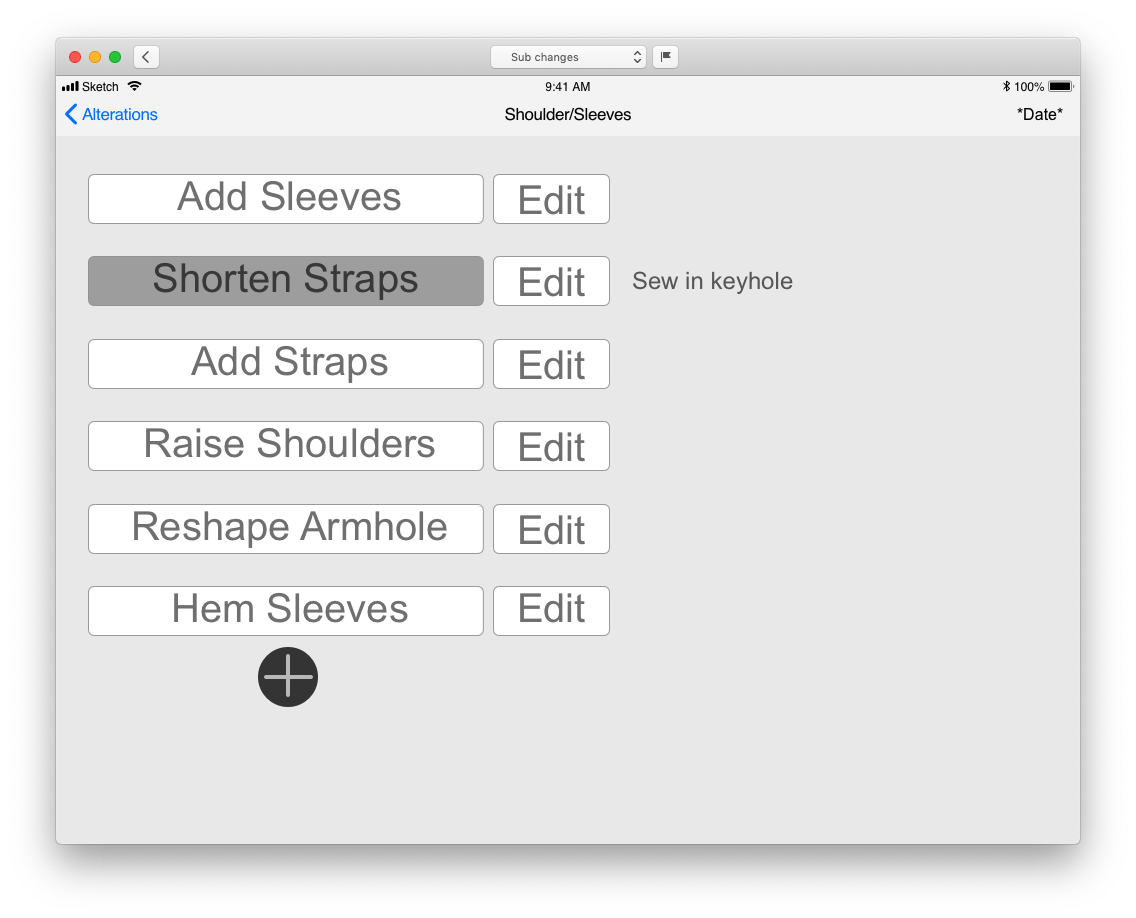 Sub changes
Sketch 9:41 AM 100%
Alterations Shoulder/Sleeves *Date*
Add Sleeves Edit
Shorten Straps Edit Sew in keyhole
Add Straps Edit
Raise Shoulders Edit
Reshape Armhole Edit
Hem Sleeves Edit